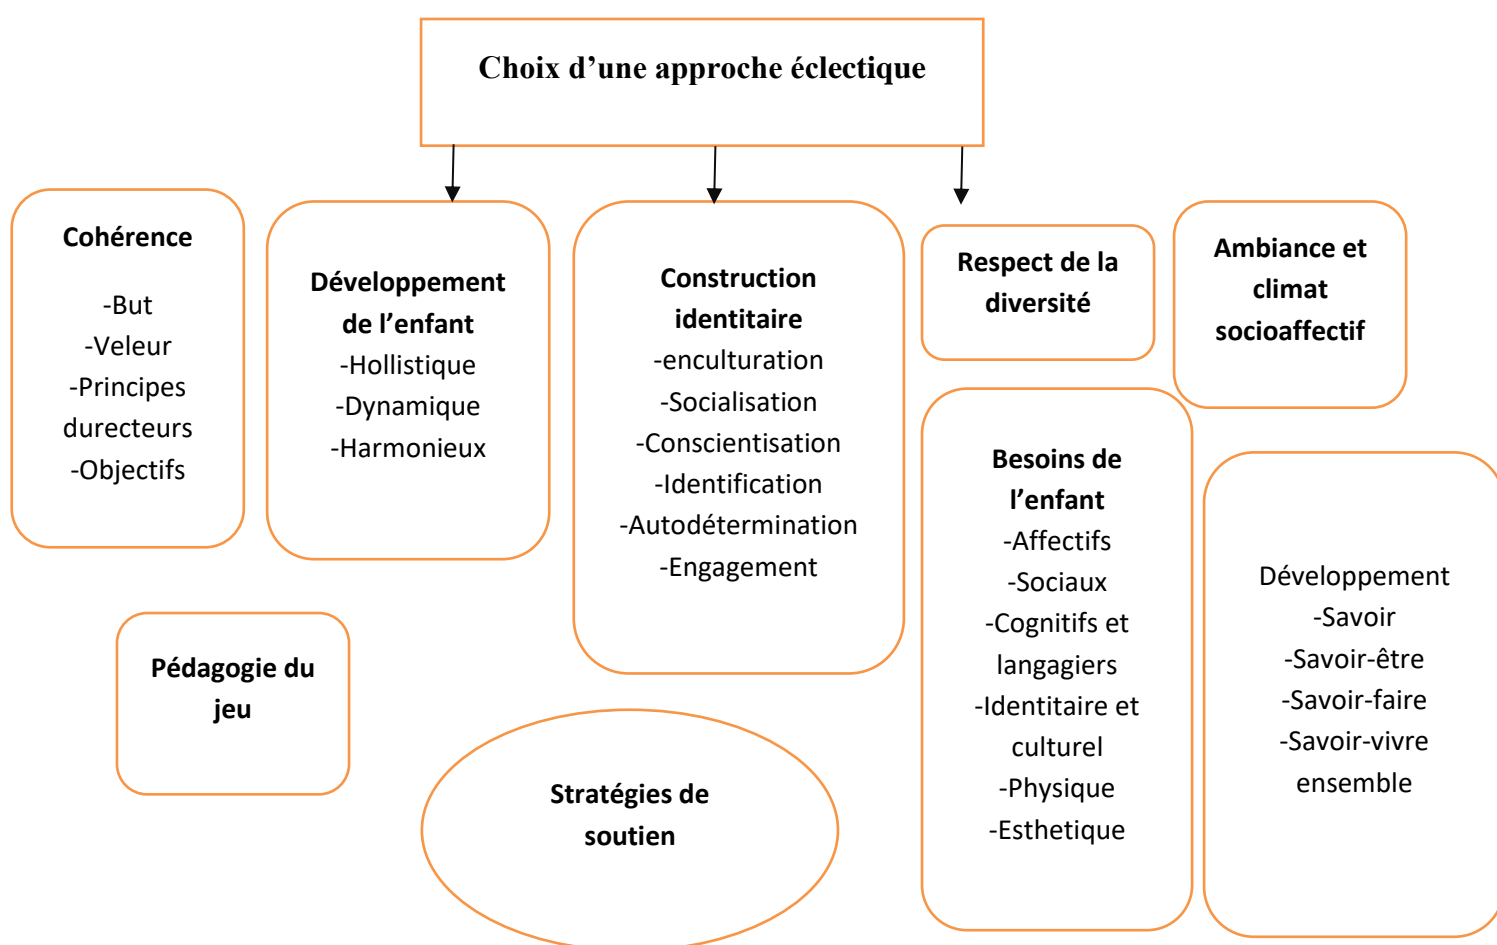 Choix d’une approche éclectique
Cohérence
-But
-Veleur
-Principes
durecteurs
-Objectifs
Développement
de l’enfant
-Hollistique
-Dynamique
-Harmonieux
Construction
identitaire
-enculturation
-Socialisation
-Conscientisation
-Identification
-Autodétermination
-Engagement
Respect de la
diversité
Ambiance et
climat
socioaffectif
Besoins de
l’enfant
-Affectifs
-Sociaux
-Cognitifs et
langagiers
-Identitaire et
culturel
-Physique
-Esthetique
Développement
-Savoir
-Savoir-être
-Savoir-faire
-Savoir-vivre
ensemble
Pédagogie du
jeu
Stratégies de
soutien